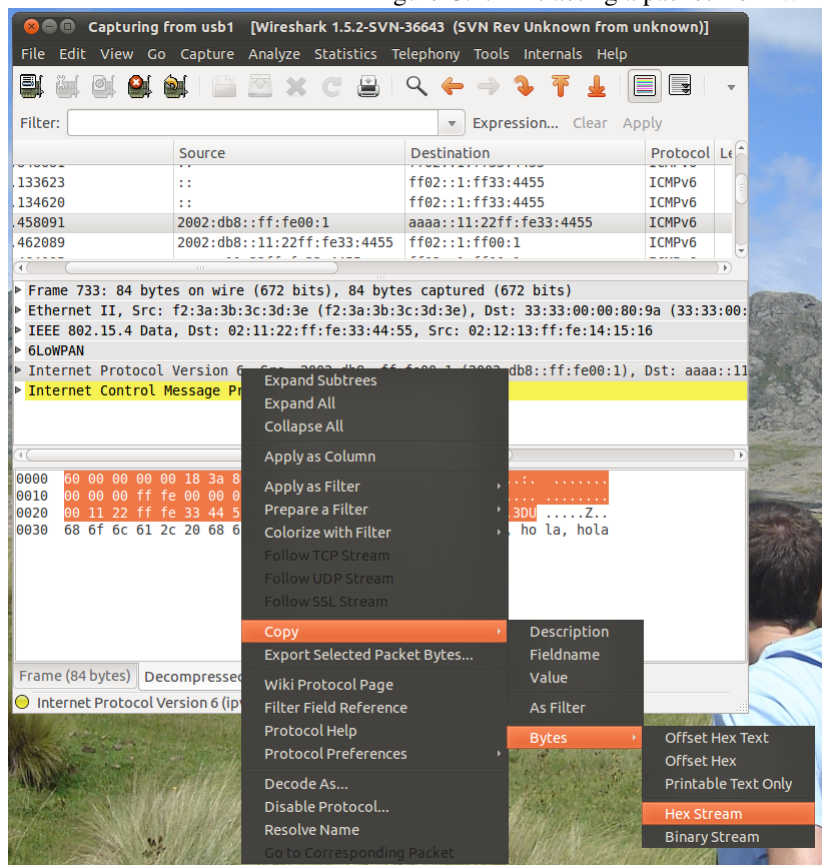 Capturing from usb1 [Wireshark 1.5.2-SVN-36643 (SVN Rev Unknown from unknown)]
File Edit View Go Capture Analyze Statistics Telephony Tools Internals Help
Filter: Expression... Clear Apply
Source Destination Protocol
.133623 :: ff02::1:ff33:4455 ICMPv6
.134620 :: ff02::1:ff33:4455 ICMPv6
.458091 2002:db8::ff:fe00:1 aaaa::11:22ff:fe33:4455 ICMPv6
.462089 2002:db8::11:22ff:fe33:4455 ff02::1:ff00:1 ICMPv6
Frame 733: 84 bytes on wire (672 bits), 84 bytes captured (672 bits)
Ethernet II, Src: f2:3a:3b:3c:3d:3e (f2:3a:3b:3c:3d:3e), Dst: 33:33:00:00:80:9a (33:33:00:
IEEE 802.15.4 Data, Dst: 02:11:22:ff:fe:33:44:55, Src: 02:12:13:ff:fe:14:15:16
6LoWPAN
Internet Protocol Version db8::ff:fe00:1), Dst: aaaa::11
Internet Control Message Pr
0000 60 00 00 00 00 18 3a 8 ..:. .......
0010 00 00 00 ff fe 00 00 0 .... ........
0020 00 11 22 ff fe 33 44 5 .3DU .....Z..
0030 68 6f 6c 61 2c 20 68 6 , ho la, hola
Expand Subtrees
Expand All
Collapse All
Apply as Column
Apply as Filter
Prepare a Filter
Colorize with Filter
Follow TCP Stream
Follow UDP Stream
Follow SSL Stream
Copy
Export Selected Packet Bytes...
Wiki Protocol Page
Filter Field Reference
Protocol Help
Protocol Preferences
Decode As...
Disable Protocol...
Resolve Name
Go to Corresponding Packet
Description
Fieldname
Value
As Filter
Bytes
Offset Hex Text
Offset Hex
Printable Text Only
Hex Stream
Binary Stream
Frame (84 bytes) Decompressed
Internet Protocol Version 6 (ip